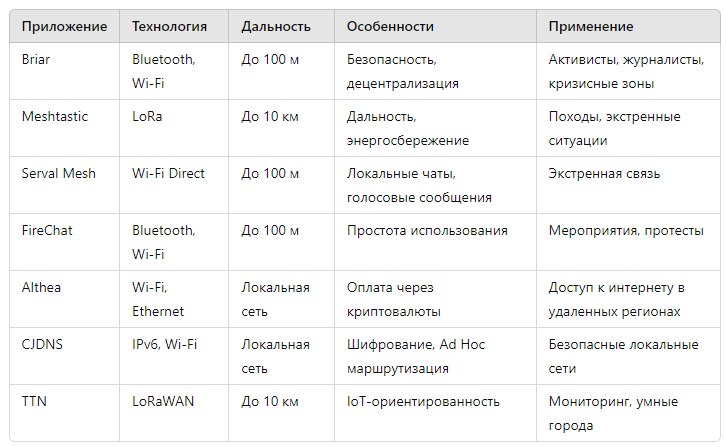 Приложение Технология Дальность Особенности Применение
Briar Bluetooth, До 100 м Безопасность, Активисты, журналисты,
Wi-Fi децентрализация кризисные зоны
Meshtastic LoRa До 10 км Дальность, Походы, экстренные
энергосбережение ситуации
Serval Mesh Wi-Fi Direct До 100 м Локальные чаты, Экстренная связь
голосовые сообщения
FireChat Bluetooth, До 100 м Простота использования Мероприятия, протесты
Wi-Fi
Althea Wi-Fi, Локальная Оплата через Доступ к интернету в
Ethernet сеть криптовалюты удаленных регионах
CJDNS IPv6, Wi-Fi Локальная Шифрование, Ad Hoc Безопасные локальные
сеть маршрутизация сети
TTN LoRaWAN До 10 км IoT-ориентированность Мониторинг, умные
города